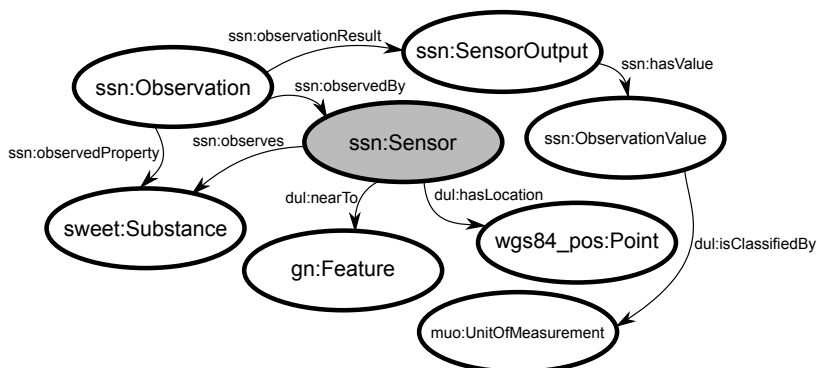 ssn:observationResult
ssn:SensorOutput
ssn:hasValue
ssn:Observation
ssn:observedBy
ssn:ObservationValue
ssn:Sensor
ssn:observes
ssn:observedProperty
dul:nearTo
dul:hasLocation
sweet:Substance
wgs84_pos:Point
dul:isClassifiedBy
gn:Feature
muo:UnitOfMeasurement